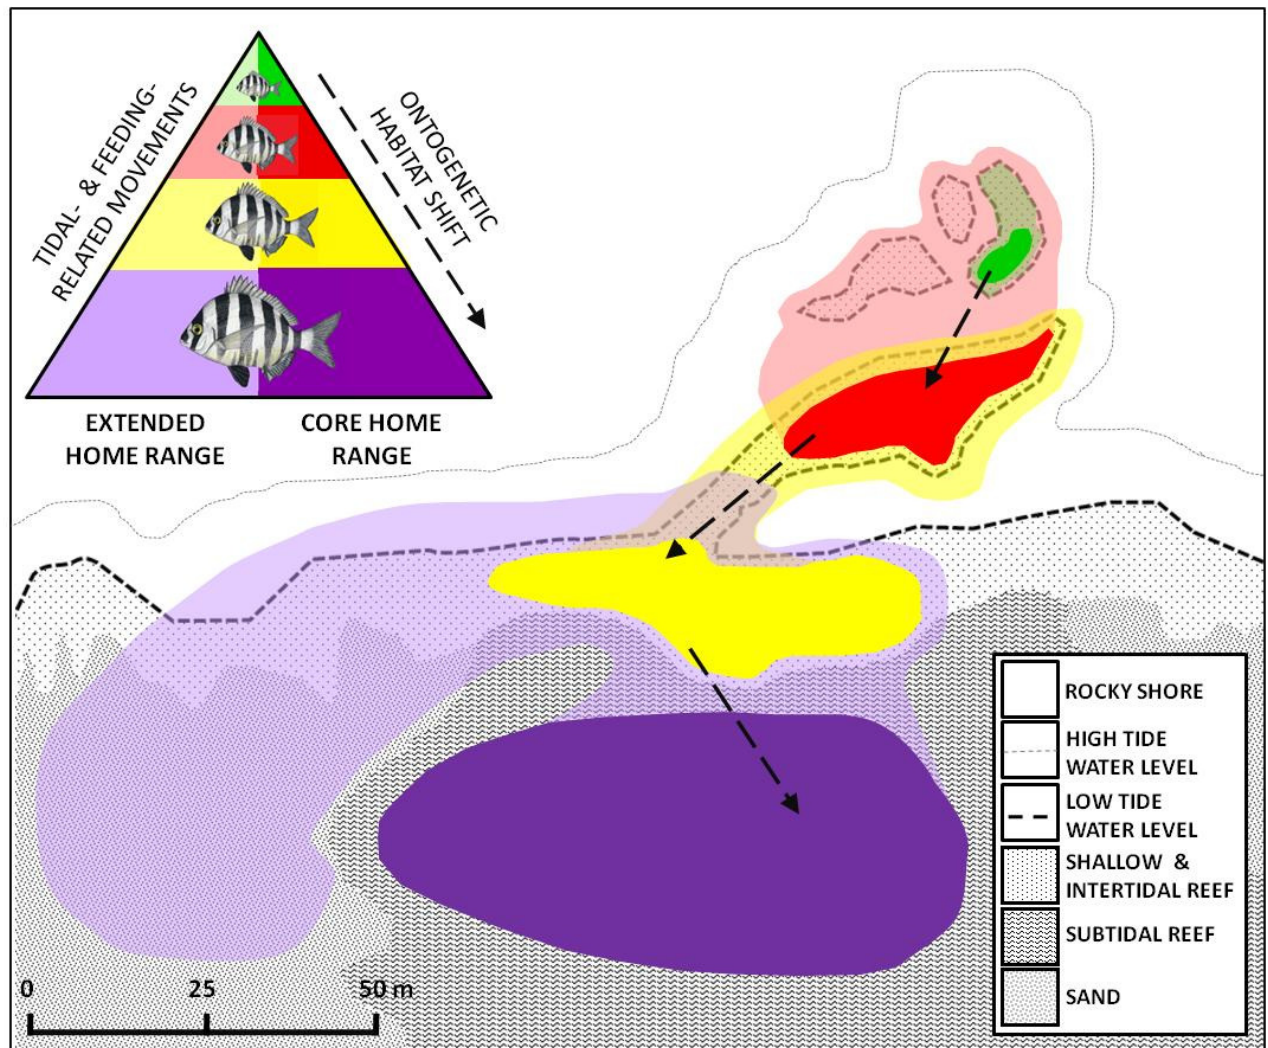 TIDAL- & FEEDING-
RELATED MOVEMENTS
ONTOGENETIC
HABITAT SHIFT
EXTENDED
HOME RANGE
CORE HOME
RANGE
ROCKY SHORE
HIGH TIDE
WATER LEVEL
LOW TIDE
WATER LEVEL
SHALLOW &
INTERTIDAL REEF
SUBTIDAL REEF
SAND
0 25 50 m